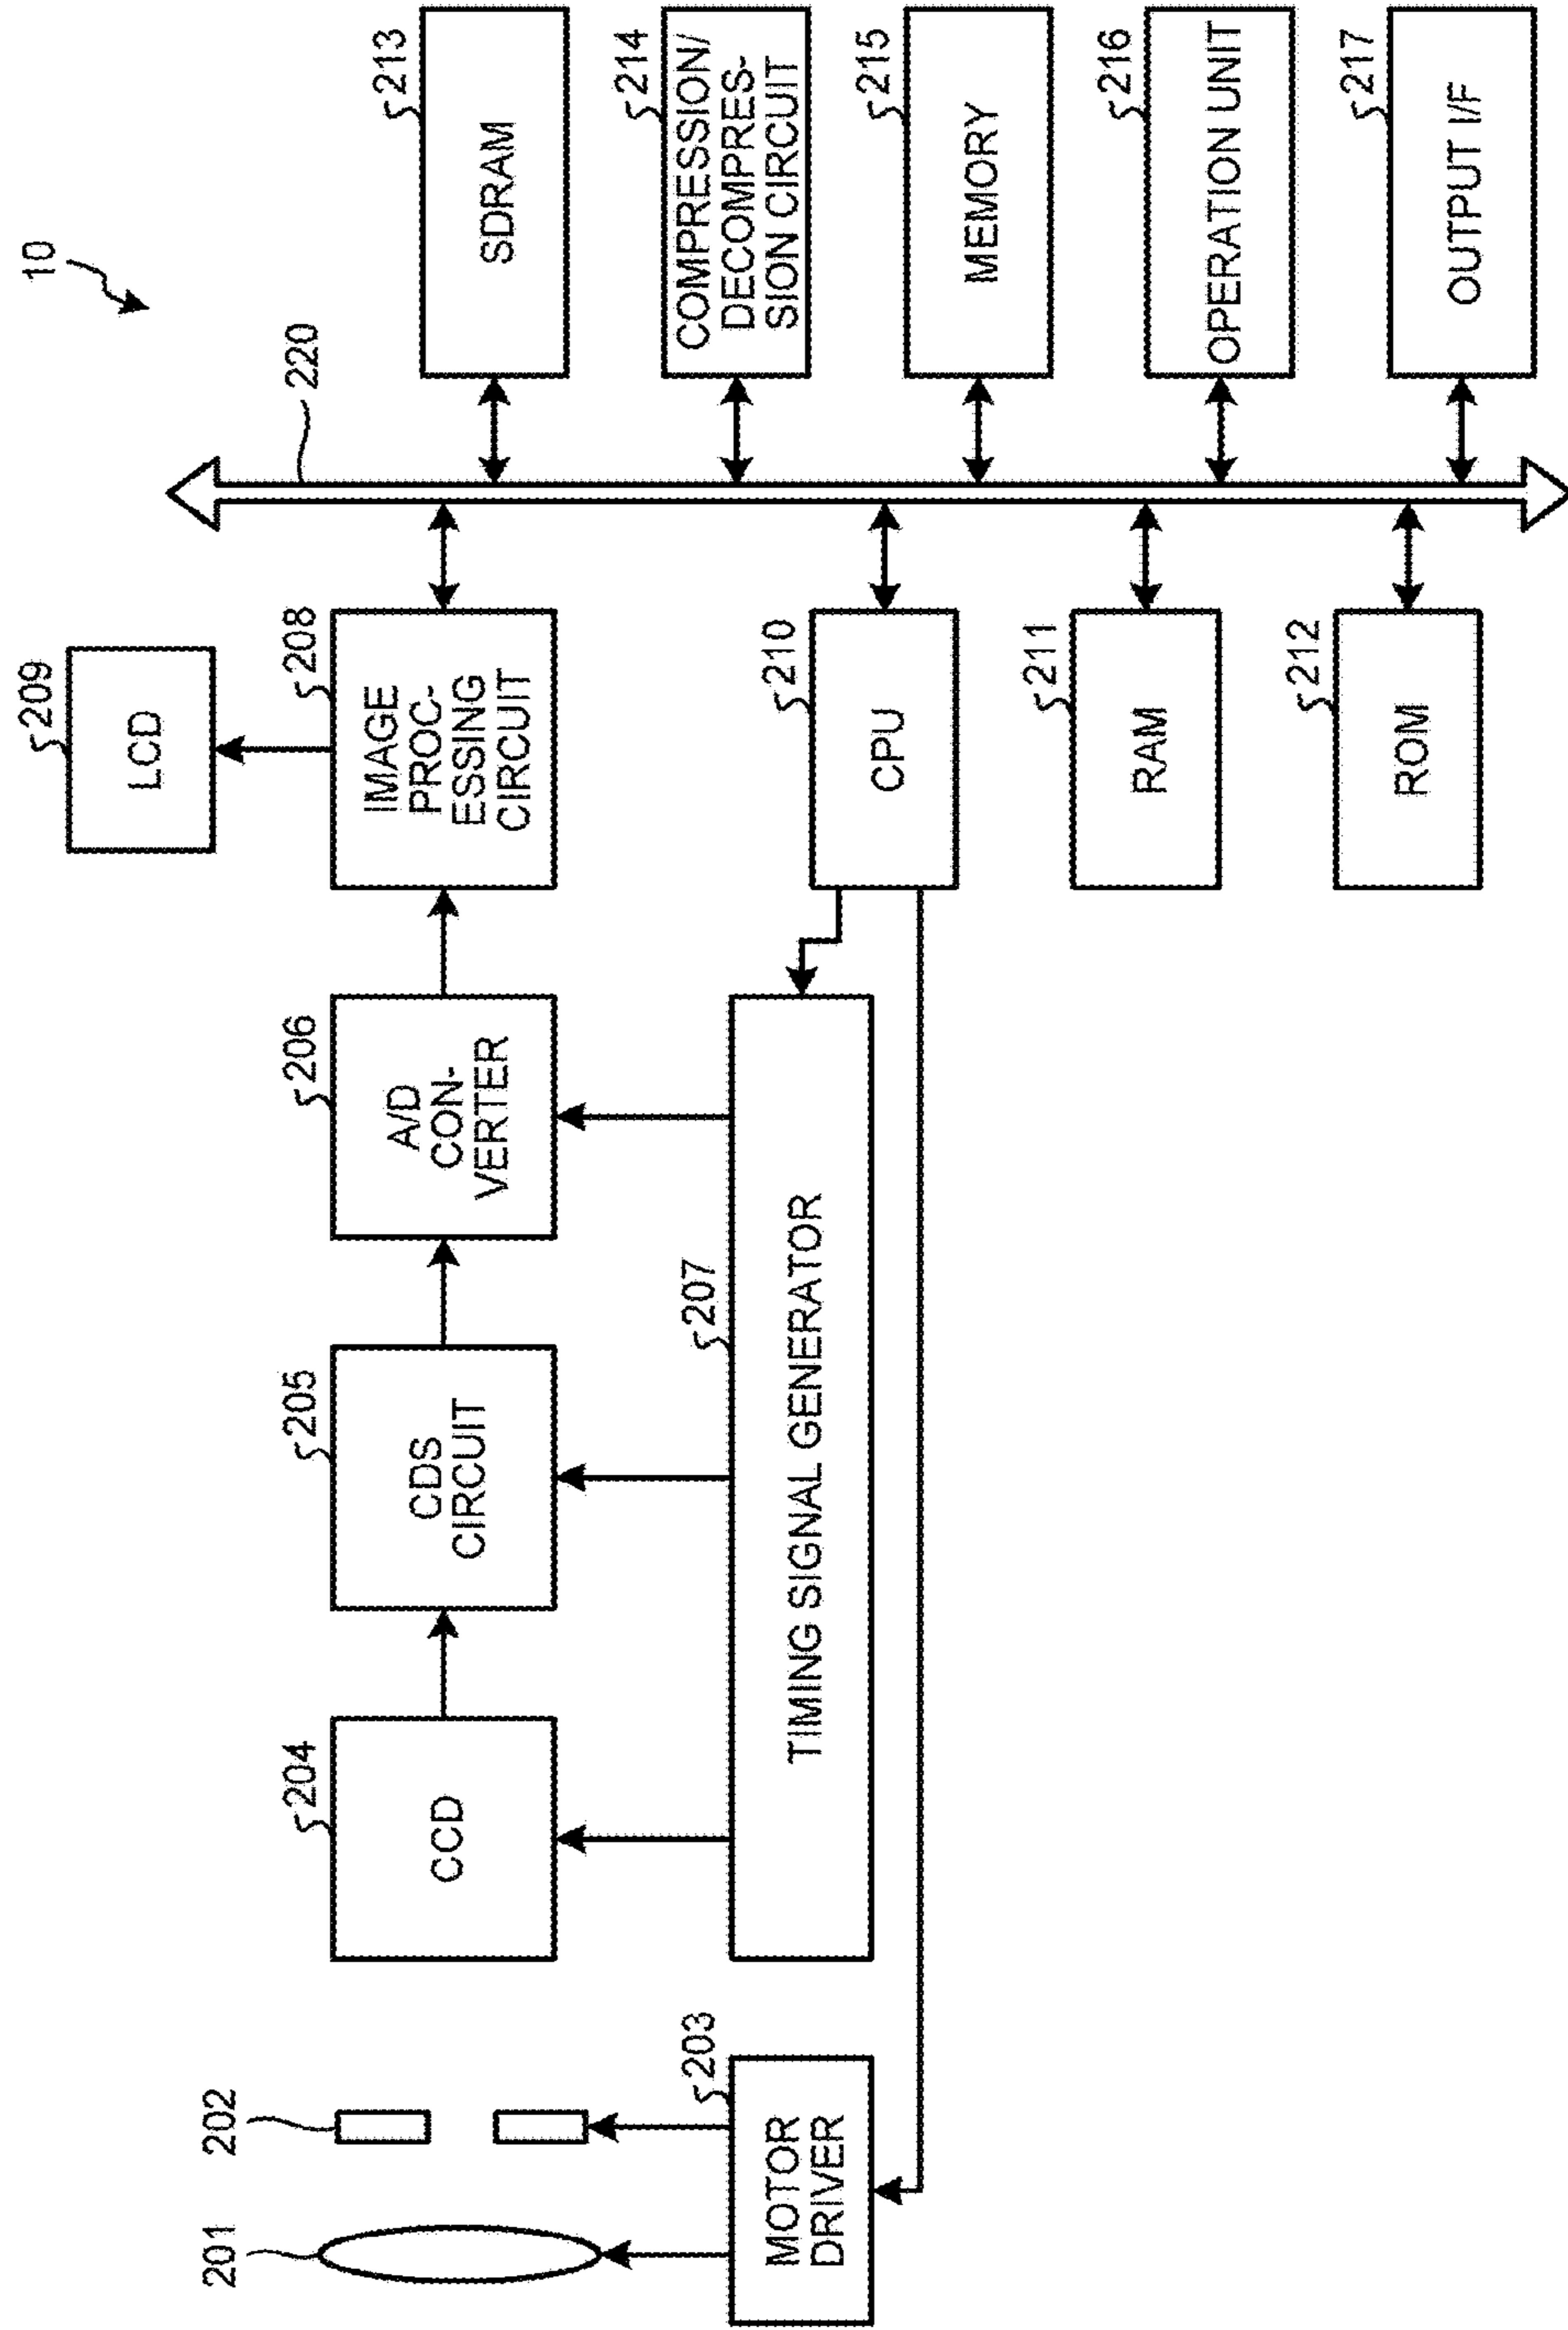 10
209
LCD
220
201
202
204
CCD
205
CDS
CIRCUIT
206
A/D
CON-
VERTER
208
IMAGE
PROC-
ESSING
CIRCUIT
213
SDRAM
214
COMPRESSION/
DECOMPRES-
SION CIRCUIT
203
MOTOR
DRIVER
207
TIMING SIGNAL GENERATOR
210
CPU
215
MEMORY
211
RAM
216
OPERATION UNIT
212
ROM
217
OUTPUT I/F